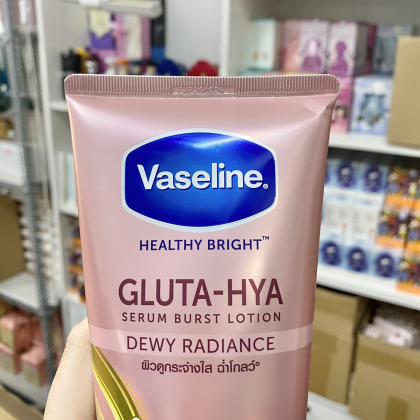 Vaseline®
HEALTHY BRIGHT™
GLUTA-HYA
SERUM BURST LOTION
DEWY RADIANCE
ผิวดูกระจ่างใส ฉ่ำโกลว์°